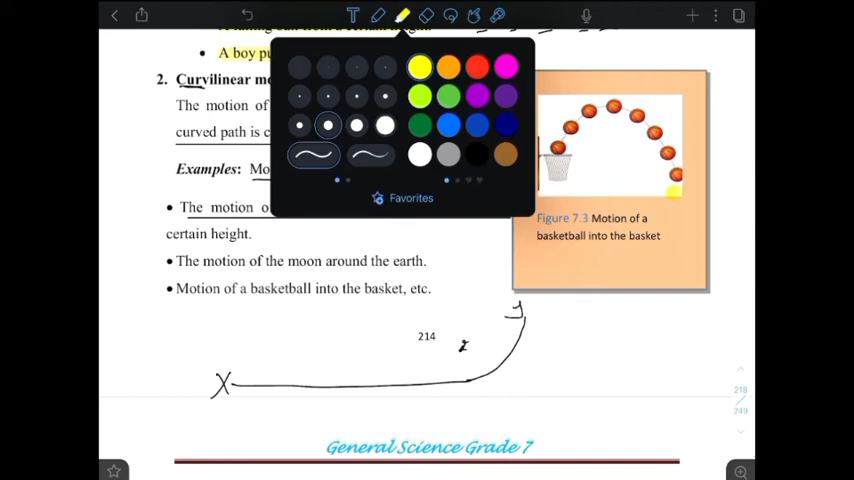 A boy pu
2. Curvilinear mo
The motion of
curved path is c
Examples: Mo
• The motion o
certain height.
• The motion of the moon around the earth.
• Motion of a basketball into the basket, etc.
Favorites
Figure 7.3 Motion of a
basketball into the basket
y
214
z
X
218
249
General Science Grade 7